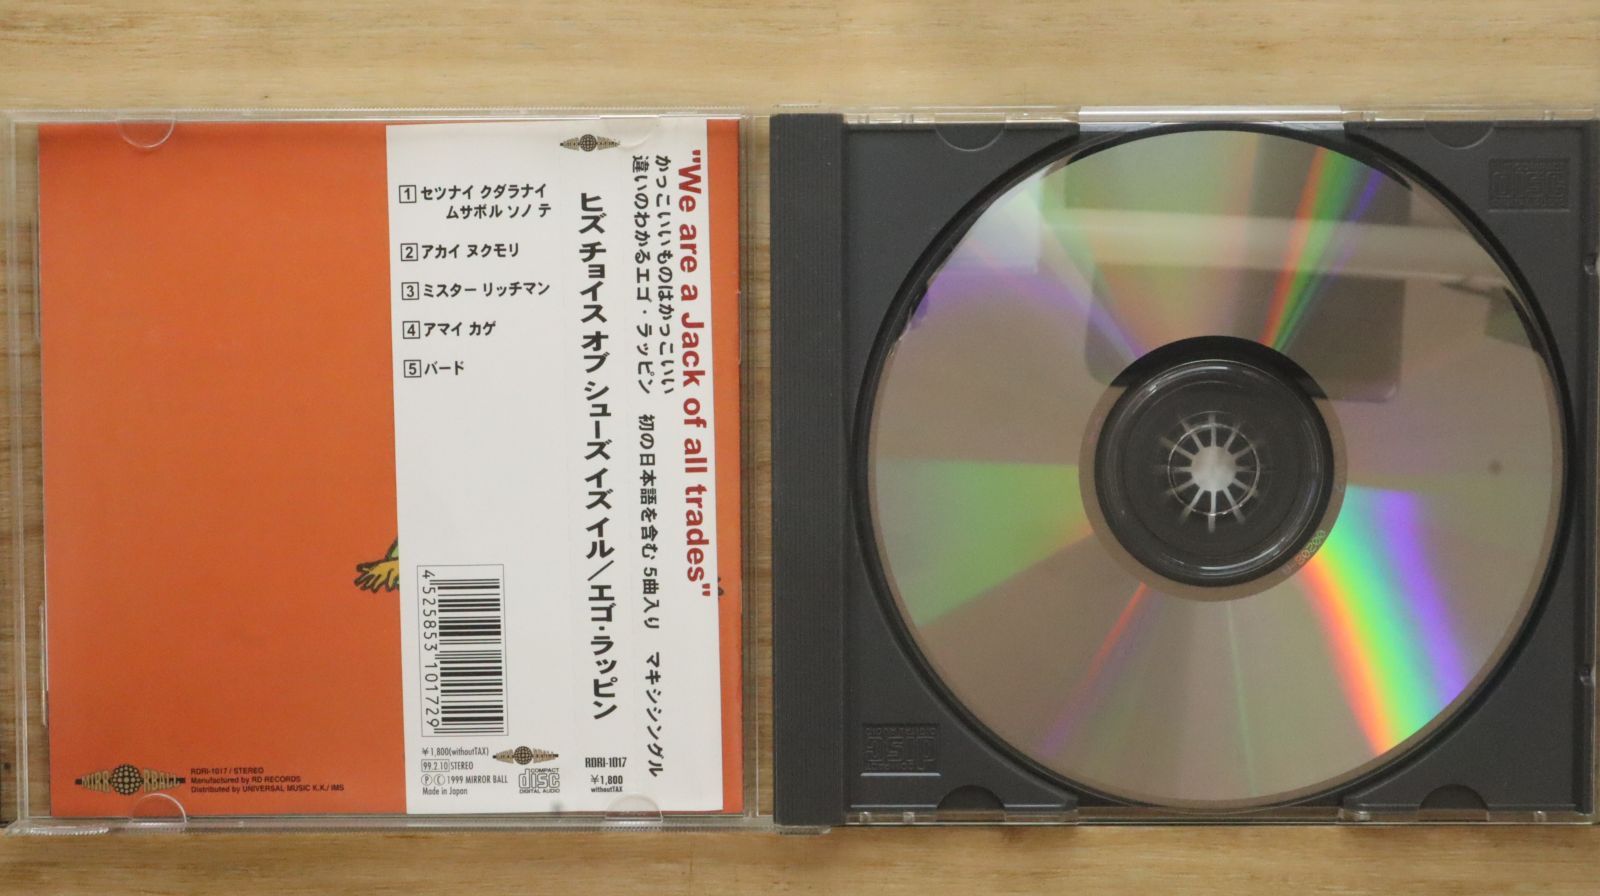 1 セツナイ クダラナイ
ムサボル ソノ テ
2 アカイ ヌクモリ
3 ミスター リッチマン
4 アマイ カゲ
5 バード
4 525853 101729
¥1,800(withoutTAX)
99.2.10 STEREO
Ⓟ Ⓒ 1999 MIRROR BALL
Made in Japan
MIRRORBALL
COMPACT
disc
DIGITAL AUDIO
ヒズ チョイス オブ シューズ イズ イル／エゴ・ラッピン
RDRI-1017
¥1,800
withoutTAX
"We are a Jack of all trades"
かっこいいものはかっこいい
違いのわかるエゴ・ラッピン 初の日本語を含む 5曲入り マキシシングル
MIRRORBALL
RDRI-1017 / STEREO
Manufactured by RD RECORDS
Distributed by UNIVERSAL MUSIC K.K./ IMS